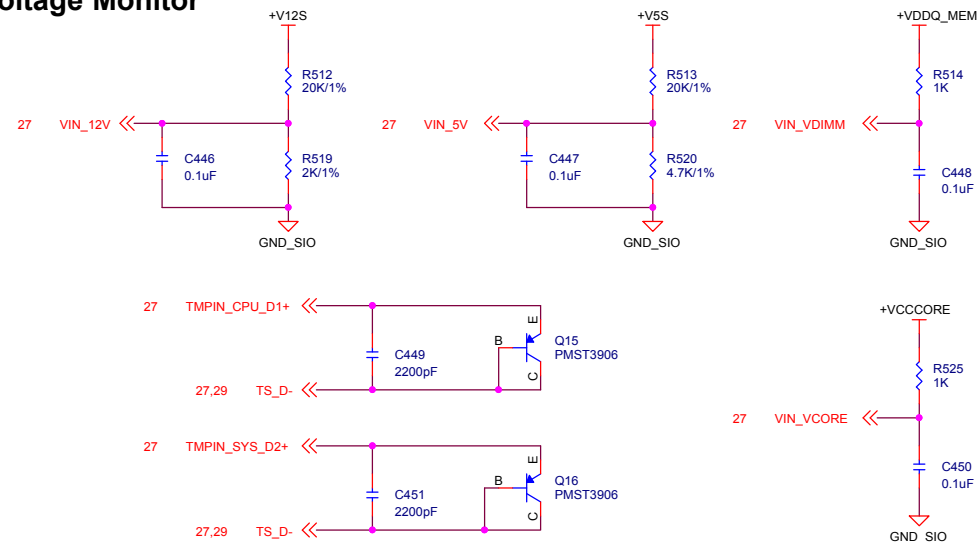 oltage Monitor
+V12S
R512
20K/1%
27 VIN_12V
C446
0.1uF
R519
2K/1%
GND_SIO
+V5S
R513
20K/1%
27 VIN_5V
C447
0.1uF
R520
4.7K/1%
GND_SIO
+VDDQ_MEM
R514
1K
27 VIN_VDIMM
C448
0.1uF
GND_SIO
27 TMPIN_CPU_D1+
E
B
C
Q15
PMST3906
C449
2200pF
27,29 TS_D-
27 TMPIN_SYS_D2+
E
B
C
Q16
PMST3906
C451
2200pF
27,29 TS_D-
+VCCCORE
R525
1K
27 VIN_VCORE
C450
0.1uF
GND_SIO